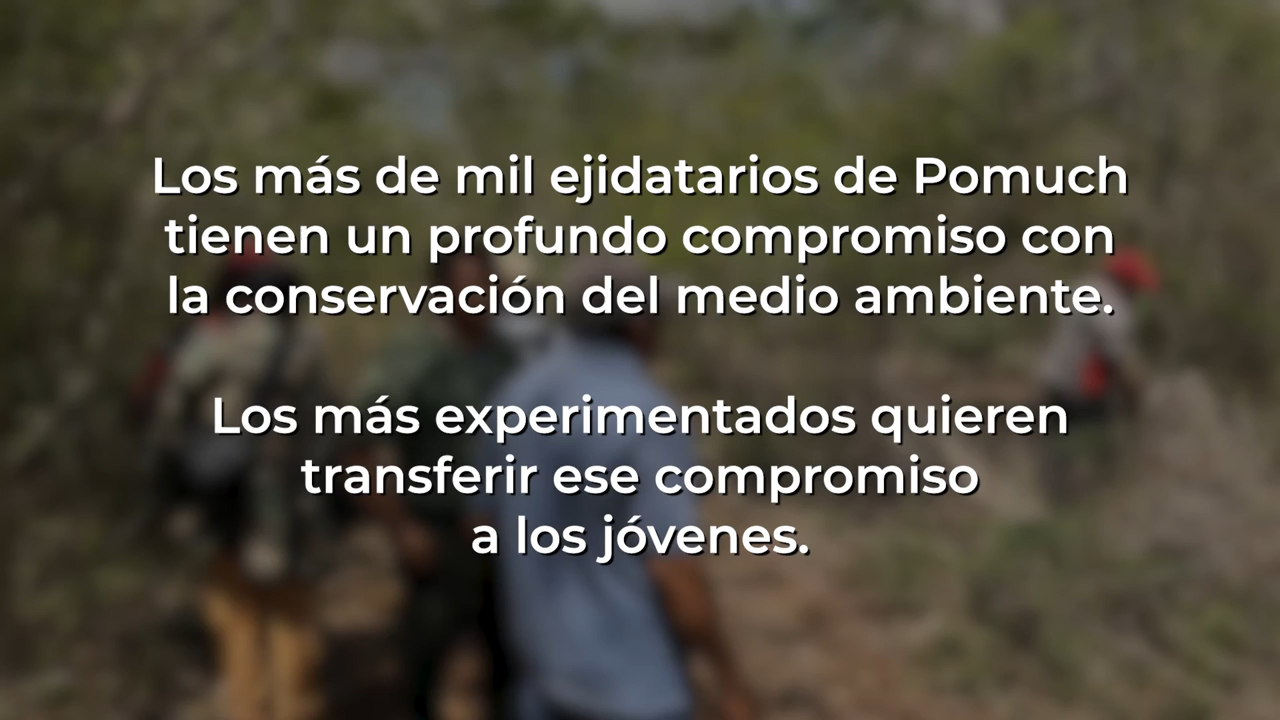 Los más de mil ejidatarios de Pomuch
tienen un profundo compromiso con
la conservación del medio ambiente.
Los más experimentados quieren
transferir ese compromiso
a los jóvenes.